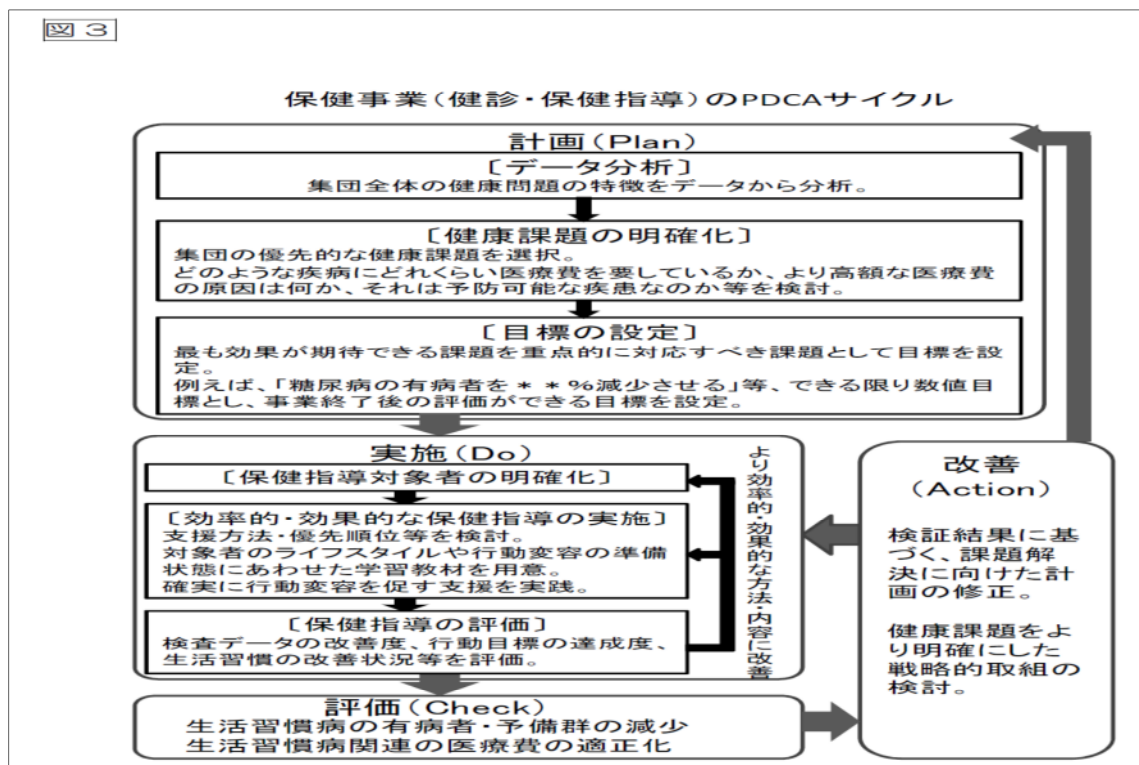 図 3
保健事業(健診・保健指導)のPDCAサイクル
計画(Plan)
[データ分析]
集団全体の健康問題の特徴をデータから分析。
[健康課題の明確化]
集団の優先的な健康課題を選択。
どのような疾病にどれくらい医療費を要しているか、より高額な医療費
の原因は何か、それは予防可能な疾患なのか等を検討。
[目標の設定]
最も効果が期待できる課題を重点的に対応すべき課題として目標を設
定。
例えば、「糖尿病の有病者を**%減少させる」等、できる限り数値目
標とし、事業終了後の評価ができる目標を設定。
実施(Do)
[保健指導対象者の明確化]
[効率的・効果的な保健指導の実施]
支援方法・優先順位等を検討。
対象者のライフスタイルや行動変容の準備
状態にあわせた学習教材を用意。
確実に行動変容を促す支援を実践。
[保健指導の評価]
検査データの改善度、行動目標の達成度、
生活習慣の改善状況等を評価。
より効率的・効果的な方法・内容に改善
評価(Check)
生活習慣病の有病者・予備群の減少
生活習慣病関連の医療費の適正化
改善
(Action)
検証結果に基
づく、課題解
決に向けた計
画の修正。
健康課題をよ
り明確にした
戦略的取組の
検討。